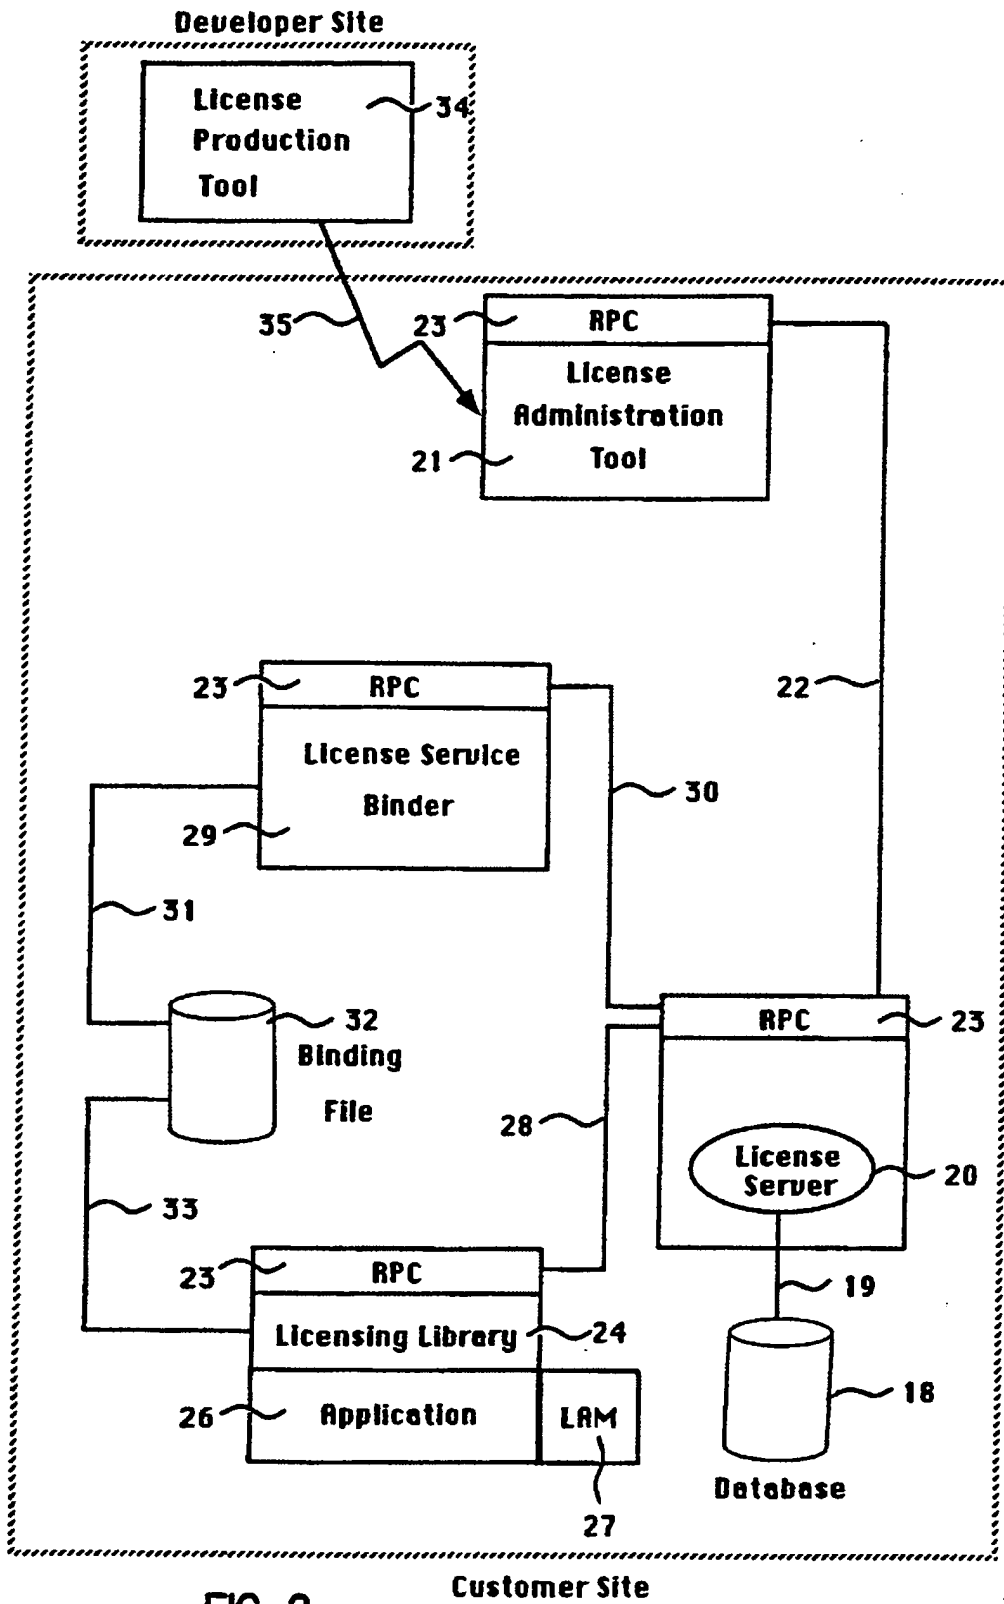 Developer Site
License
Production
Tool
34
35
23
RPC
License
Administration
Tool
21
23
RPC
22
License Service
Binder
29
30
31
32
Binding
File
RPC
23
28
License
Server
20
33
23
RPC
19
Licensing Library
24
18
26
Application
LAM
Database
27
Customer Site